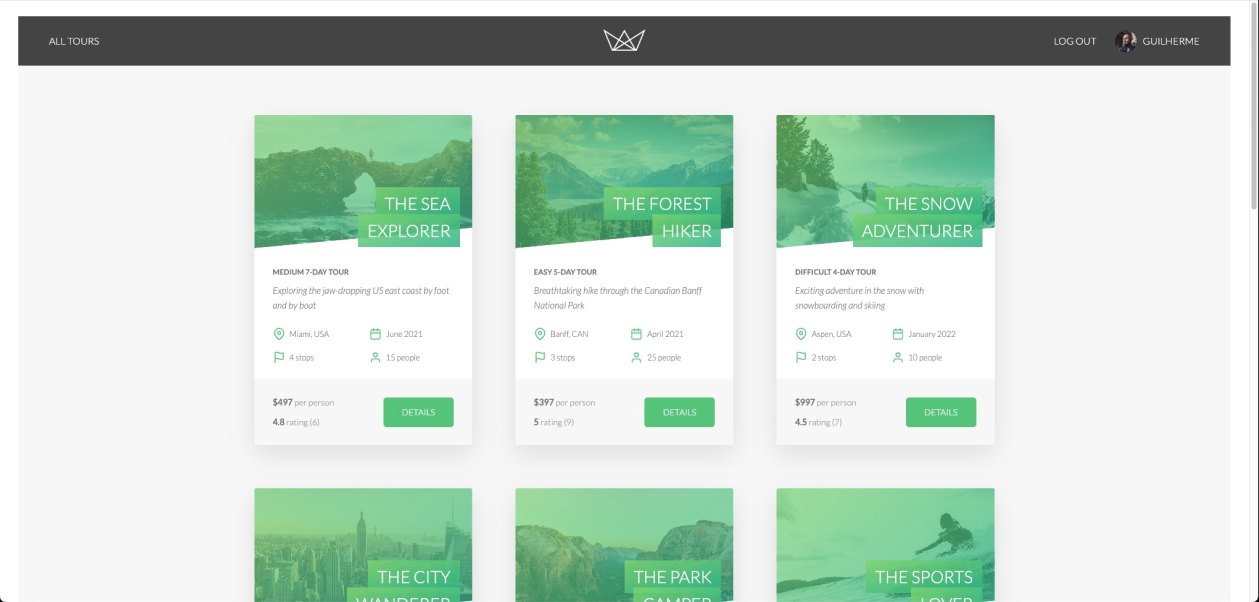 ALL TOURS
LOG OUT
GUILHERME
THE SEA
EXPLORER
MEDIUM 7-DAY TOUR
Exploring the jaw-dropping US east coast by foot
and by boat
Miami, USA
June 2021
4 stops
15 people
$497 per person
4.8 rating (6)
DETAILS
THE FOREST
HIKER
EASY 5-DAY TOUR
Breathtaking hike through the Canadian Banff
National Park
Banff, CAN
April 2021
3 stops
25 people
$397 per person
5 rating (9)
DETAILS
THE SNOW
ADVENTURER
DIFFICULT 4-DAY TOUR
Exciting adventure in the snow with
snowboarding and skiing
Aspen, USA
January 2022
2 stops
10 people
$997 per person
4.5 rating (7)
DETAILS
THE CITY
WANDERER
THE PARK
CAMPER
THE SPORTS
LOVER